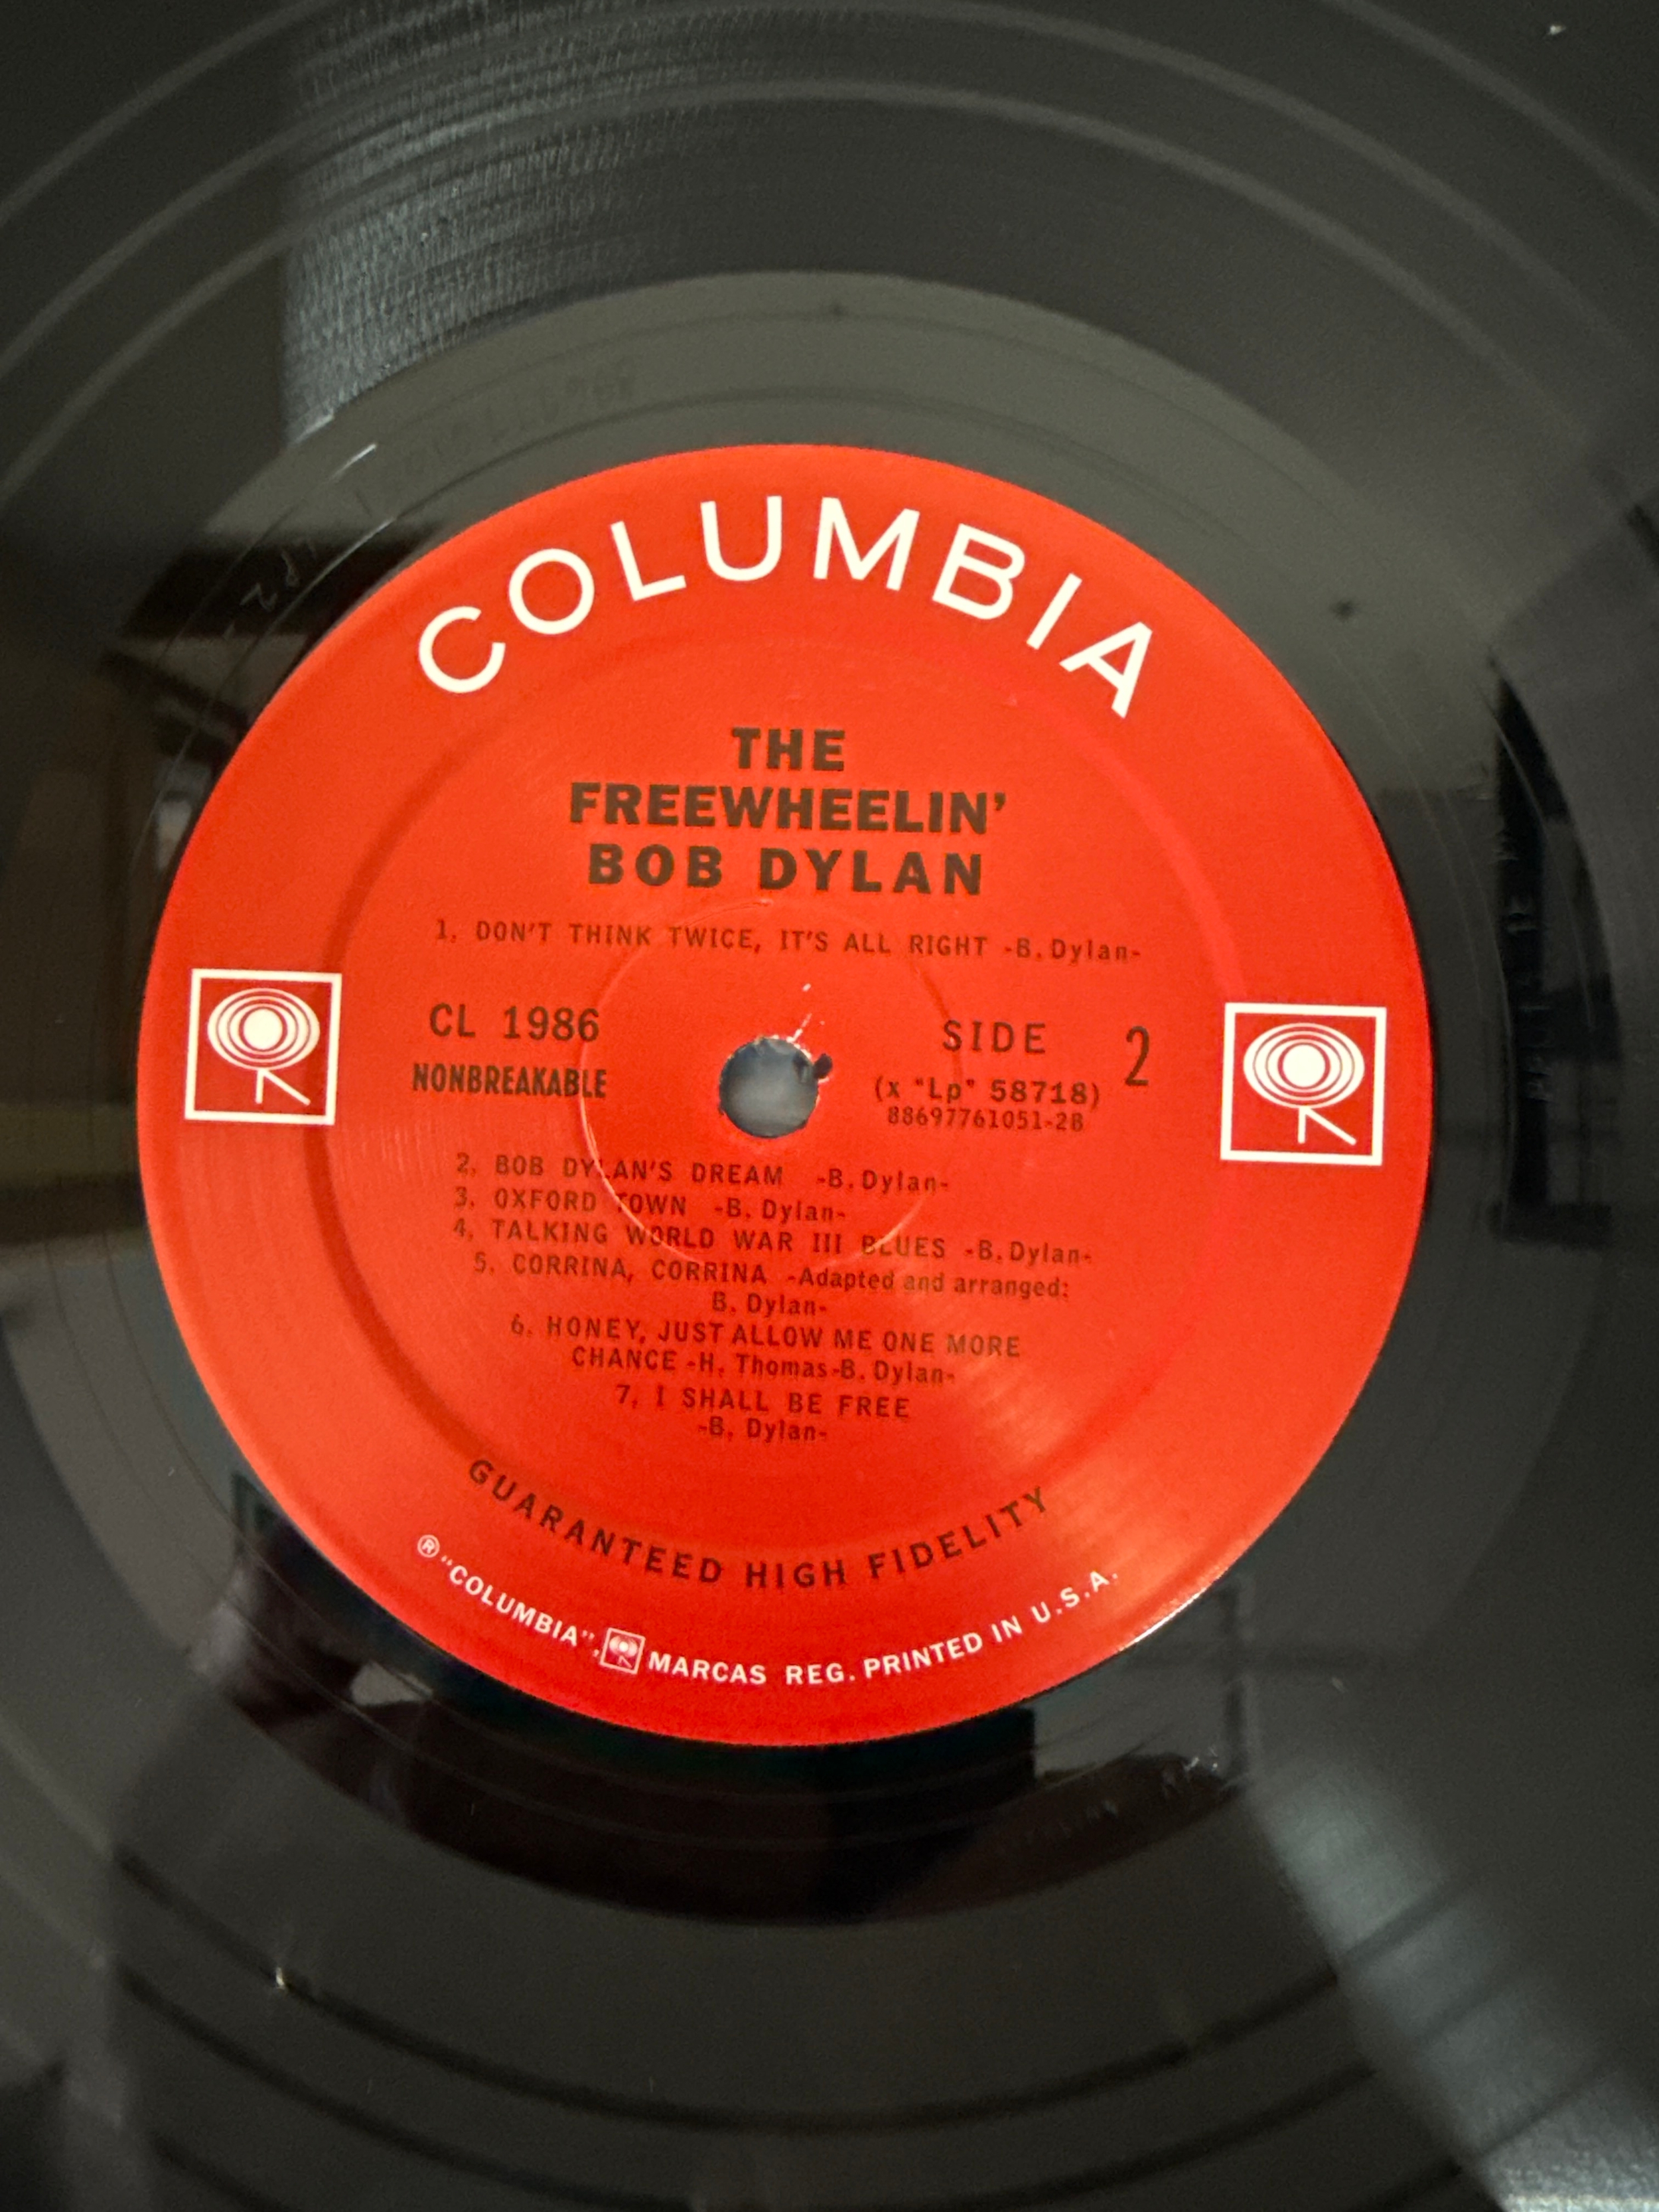 COLUMBIA
THE
FREEWHEELIN'
BOB DYLAN
1. DON'T THINK TWICE, IT'S ALL RIGHT -B. Dylan-
CL 1986
NONBREAKABLE
SIDE 2
(x "Lp" 58718)
88697761051-2B
2. BOB DYLAN'S DREAM -B. Dylan-
3. OXFORD TOWN -B. Dylan-
4. TALKING WORLD WAR III BLUES -B. Dylan-
5. CORRINA, CORRINA -Adapted and arranged:
B. Dylan-
6. HONEY, JUST ALLOW ME ONE MORE
CHANCE -H. Thomas-B. Dylan-
7. I SHALL BE FREE
-B. Dylan-
GUARANTEED HIGH FIDELITY
® "COLUMBIA", MARCAS REG. PRINTED IN U.S.A.